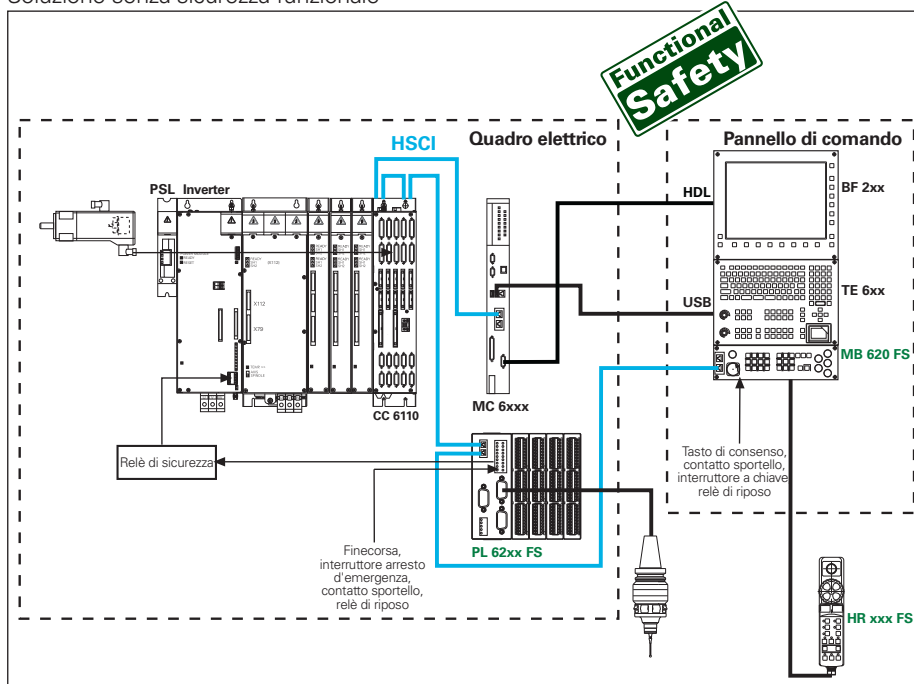 Soluzione senza sicurezza funzionale
Functional
Safety
Quadro elettrico
Pannello di comando
HSCI
PSL Inverter
HDL
BF 2xx
USB
TE 6xx
MB 620 FS
X112
X79
CC 6110
MC 6xxx
Relè di sicurezza
Tasto di consenso,
contatto sportello,
interruttore a chiave
relè di riposo
PL 62xx FS
Finecorsa,
interruttore arresto
d'emergenza,
contatto sportello,
relè di riposo
HR xxx FS